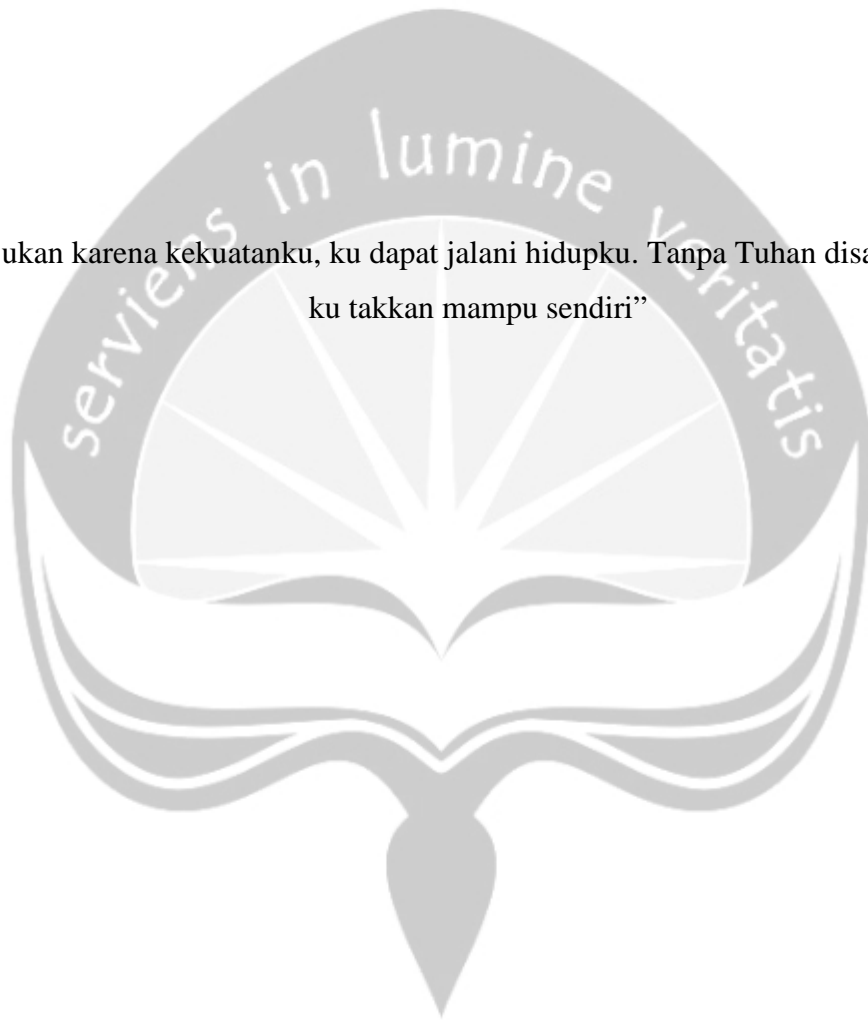 serviens in lumine veritatis
ukan karena kekuatanku, ku dapat jalani hidupku. Tanpa Tuhan disa
ku takkan mampu sendiri”